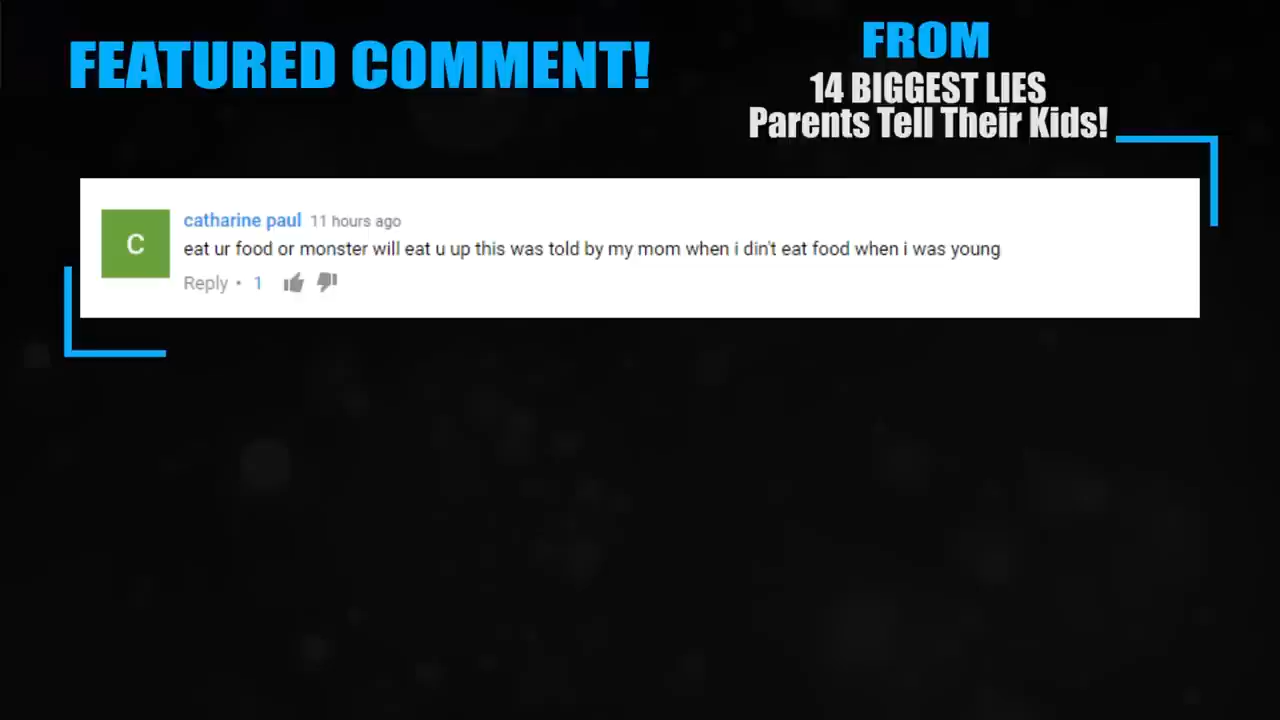 FEATURED COMMENT!
FROM
14 BIGGEST LIES
Parents Tell Their Kids!
C
catharine paul 11 hours ago
eat ur food or monster will eat u up this was told by my mom when i din't eat food when i was young
Reply • 1